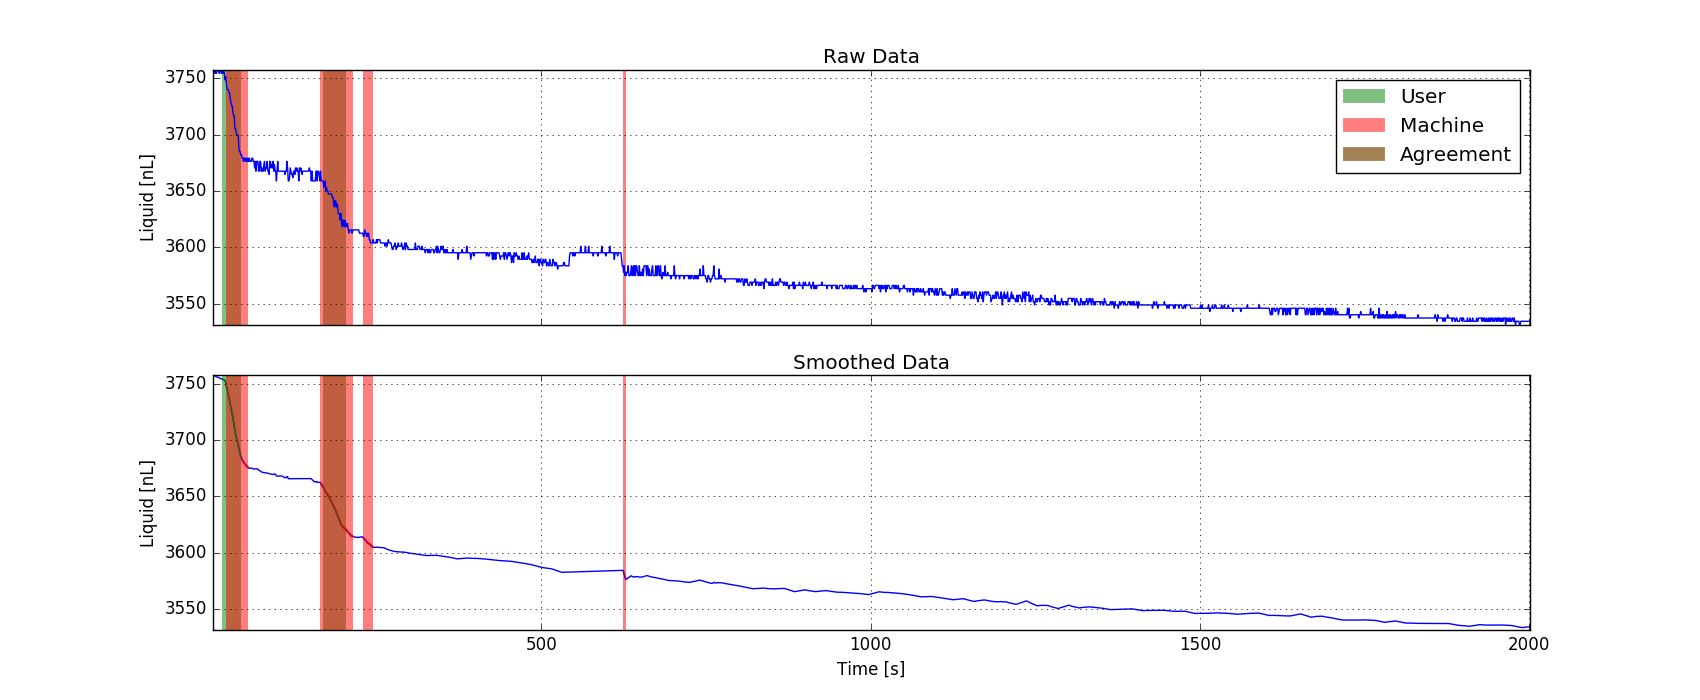 Raw Data
3750
3700
3650
3600
3550
Liquid [nL]
User
Machine
Agreement
Smoothed Data
3750
3700
3650
3600
3550
Liquid [nL]
500
1000
1500
2000
Time [s]